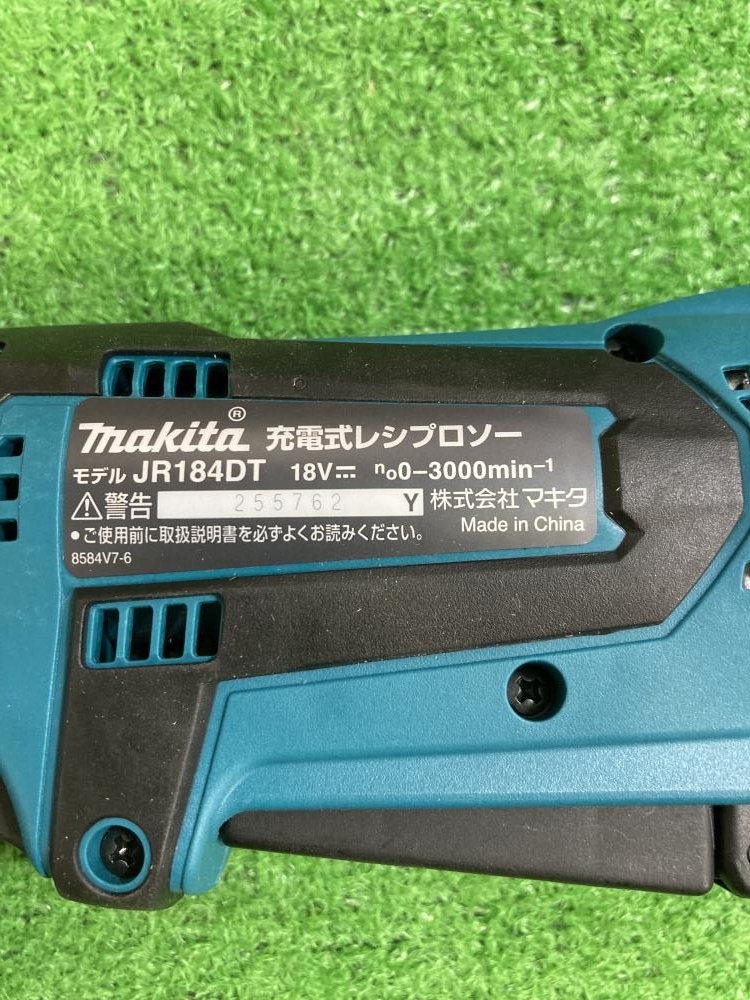 makita® 充電式レシプロソー
モデル JR184DT 18V⎓ n₀0-3000min⁻¹
⚠警告 255762 Y 株式会社マキタ
●ご使用前に取扱説明書を必ずよくお読みください。 Made in China
8584V7-6